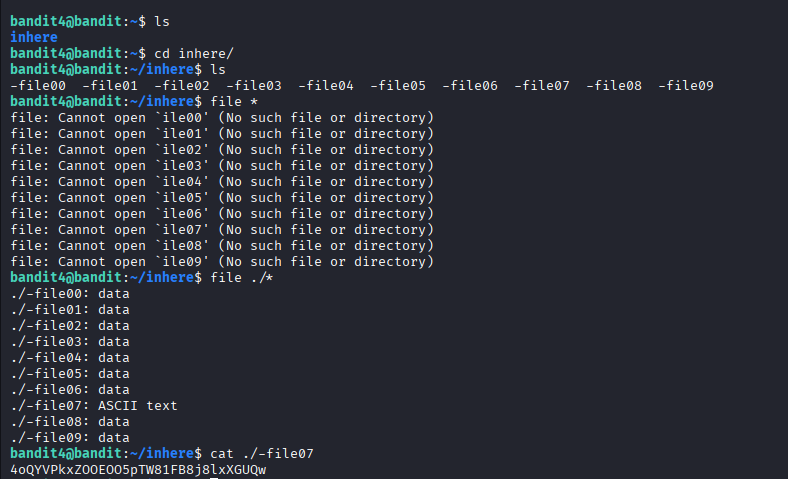 bandit4@bandit:~$ ls
inhere
bandit4@bandit:~$ cd inhere/
bandit4@bandit:~/inhere$ ls
-file00  -file01  -file02  -file03  -file04  -file05  -file06  -file07  -file08  -file09
bandit4@bandit:~/inhere$ file *
file: Cannot open `ile00' (No such file or directory)
file: Cannot open `ile01' (No such file or directory)
file: Cannot open `ile02' (No such file or directory)
file: Cannot open `ile03' (No such file or directory)
file: Cannot open `ile04' (No such file or directory)
file: Cannot open `ile05' (No such file or directory)
file: Cannot open `ile06' (No such file or directory)
file: Cannot open `ile07' (No such file or directory)
file: Cannot open `ile08' (No such file or directory)
file: Cannot open `ile09' (No such file or directory)
bandit4@bandit:~/inhere$ file ./*
./-file00: data
./-file01: data
./-file02: data
./-file03: data
./-file04: data
./-file05: data
./-file06: data
./-file07: ASCII text
./-file08: data
./-file09: data
bandit4@bandit:~/inhere$ cat ./-file07
4oQYVPkxZOOEOO5pTW81FB8j8lxXGUQw